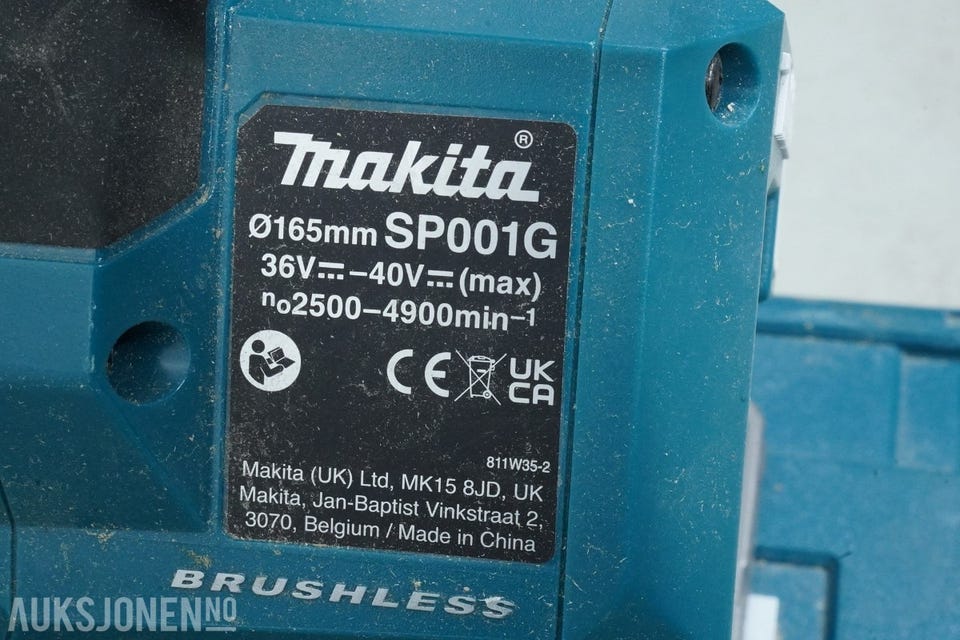 makita®
Ø165mm SP001G
36V⎓–40V⎓(max)
n₀2500–4900min⁻¹
CE UK
CA
811W35-2
Makita (UK) Ltd, MK15 8JD, UK
Makita, Jan-Baptist Vinkstraat 2,
3070, Belgium / Made in China
BRUSHLESS
AUKSJONEN.NO